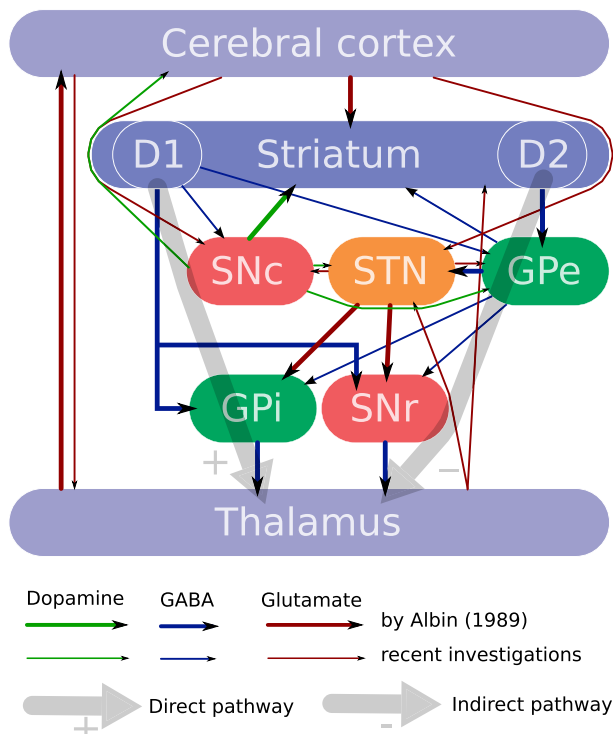 Cerebral cortex
D1 Striatum D2
SNc STN GPe
GPi SNr
+ −
Thalamus
Dopamine GABA Glutamate
by Albin (1989)
recent investigations
Direct pathway Indirect pathway
+ -